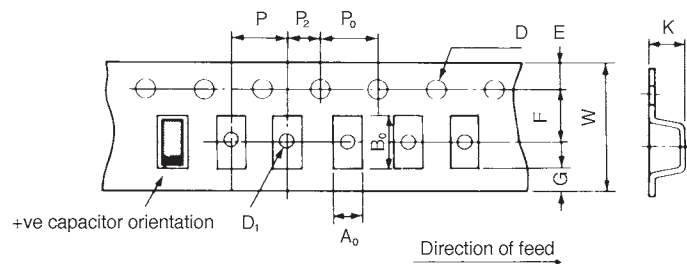 P P₂ P₀ D E K
F W
B₀
G
+ve capacitor orientation D₁ A₀
Direction of feed